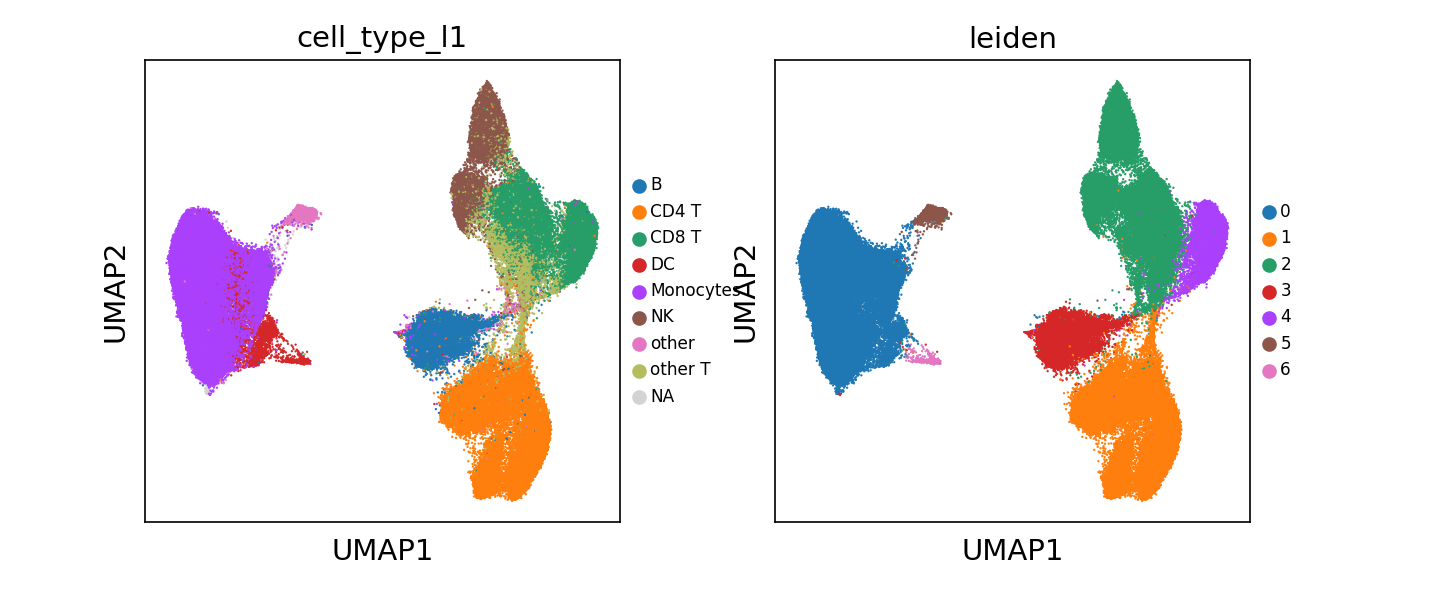 cell_type_l1
UMAP2
UMAP1
B
CD4 T
CD8 T
DC
Monocytes
NK
other
other T
NA
leiden
UMAP2
UMAP1
0
1
2
3
4
5
6